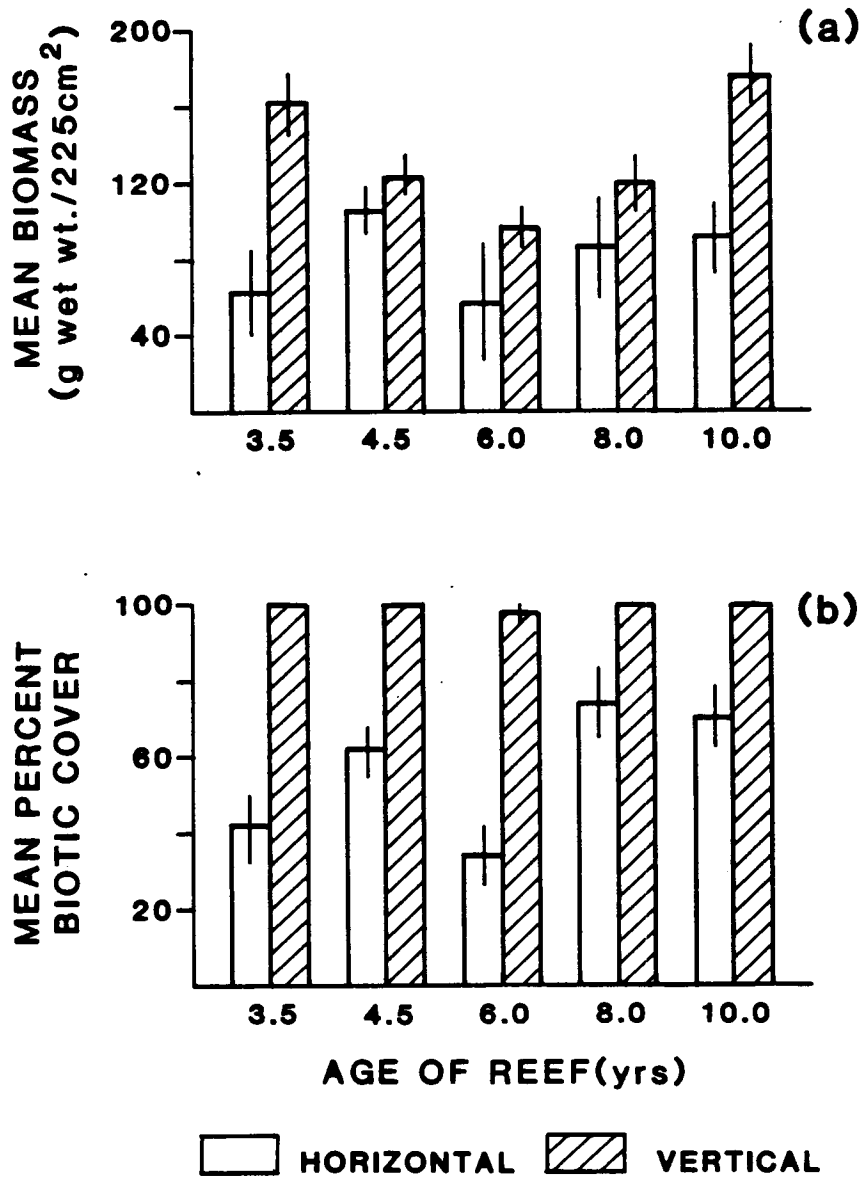 (a)
MEAN BIOMASS
(g wet wt./225cm²)
200
120
40
3.5 4.5 6.0 8.0 10.0
(b)
MEAN PERCENT
BIOTIC COVER
100
60
20
3.5 4.5 6.0 8.0 10.0
AGE OF REEF(yrs)
HORIZONTAL VERTICAL